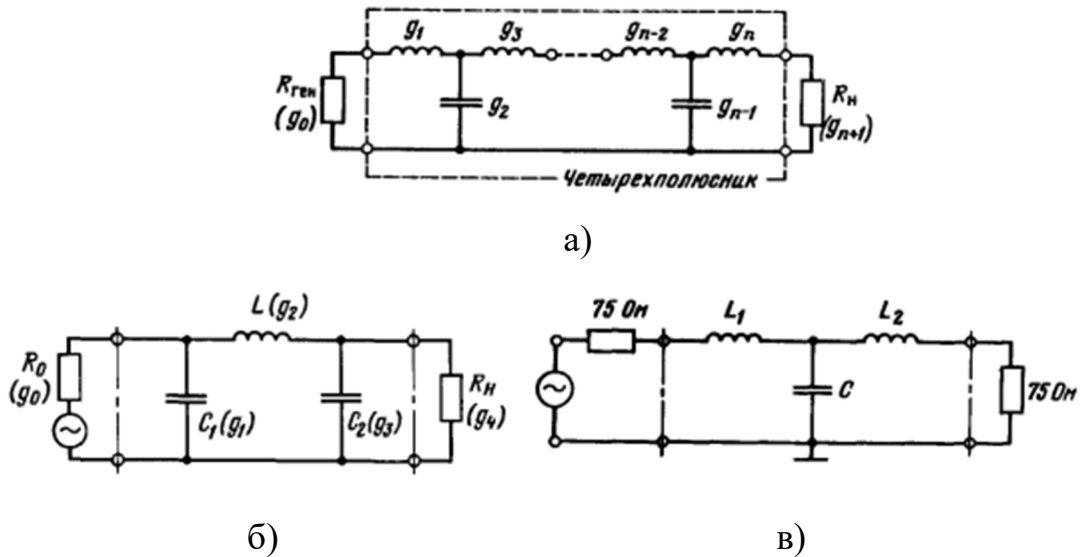 g₁ g₃ gₙ₋₂ gₙ
Rген (g₀) g₂ gₙ₋₁ Rн (gₙ₊₁)
Четырехполюсник
а)
L(g₂)
R₀ (g₀) C₁(g₁) C₂(g₃) Rн (g₄)
б)
75 Ом L₁ L₂
C 75 Ом
в)